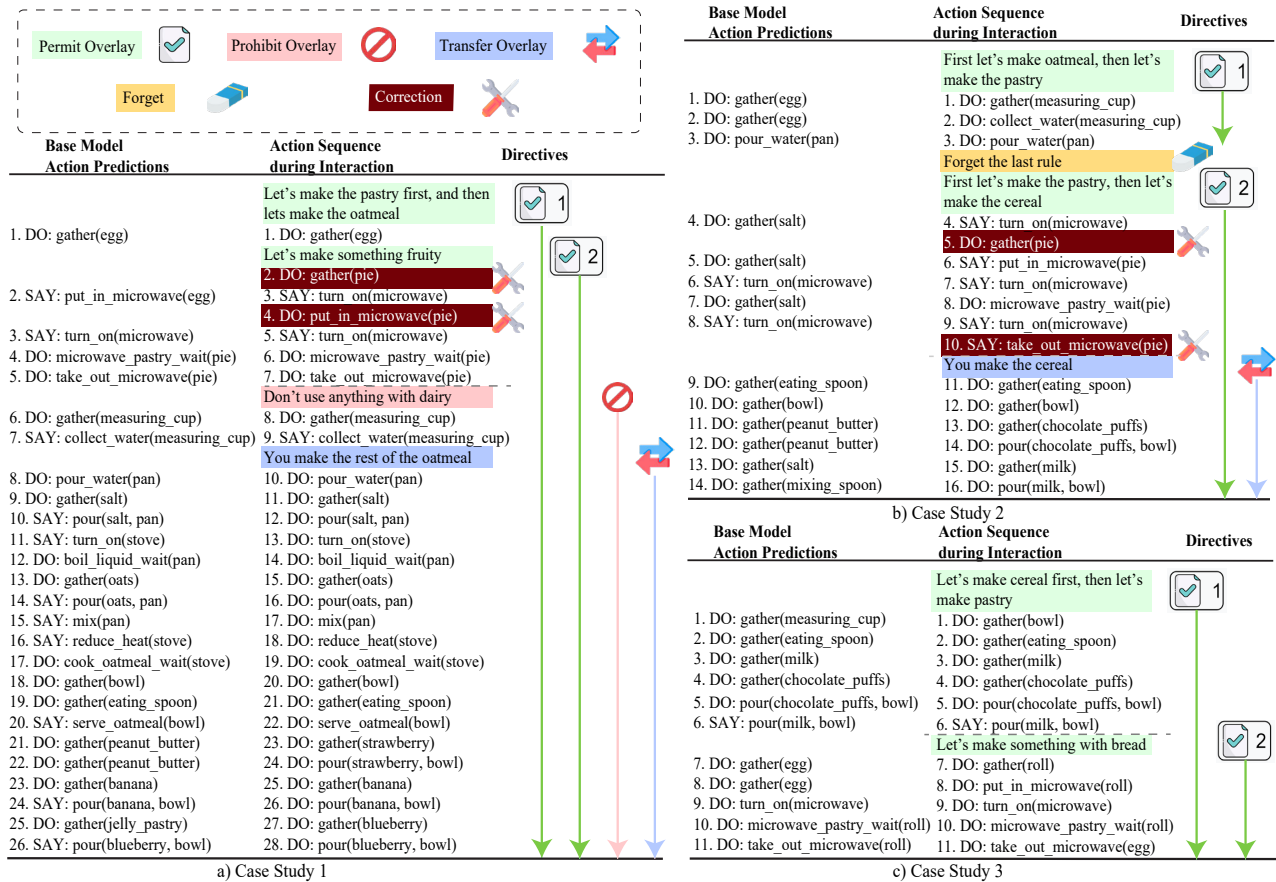 Permit Overlay
Prohibit Overlay
Transfer Overlay
Forget
Correction
Base Model
Action Predictions
Action Sequence
during Interaction
Directives
Let's make the pastry first, and then
lets make the oatmeal
1
1. DO: gather(egg)
1. DO: gather(egg)
Let's make something fruity
2
2. DO: gather(pie)
2. SAY: put_in_microwave(egg)
3. SAY: turn_on(microwave)
4. DO: put_in_microwave(pie)
3. SAY: turn_on(microwave)
5. SAY: turn_on(microwave)
4. DO: microwave_pastry_wait(pie)
6. DO: microwave_pastry_wait(pie)
5. DO: take_out_microwave(pie)
7. DO: take_out_microwave(pie)
Don't use anything with dairy
6. DO: gather(measuring_cup)
8. DO: gather(measuring_cup)
7. SAY: collect_water(measuring_cup)
9. SAY: collect_water(measuring_cup)
You make the rest of the oatmeal
8. DO: pour_water(pan)
10. DO: pour_water(pan)
9. DO: gather(salt)
11. DO: gather(salt)
10. SAY: pour(salt, pan)
12. DO: pour(salt, pan)
11. SAY: turn_on(stove)
13. DO: turn_on(stove)
12. DO: boil_liquid_wait(pan)
14. DO: boil_liquid_wait(pan)
13. DO: gather(oats)
15. DO: gather(oats)
14. SAY: pour(oats, pan)
16. DO: pour(oats, pan)
15. SAY: mix(pan)
17. DO: mix(pan)
16. SAY: reduce_heat(stove)
18. DO: reduce_heat(stove)
17. DO: cook_oatmeal_wait(stove)
19. DO: cook_oatmeal_wait(stove)
18. DO: gather(bowl)
20. DO: gather(bowl)
19. DO: gather(eating_spoon)
21. DO: gather(eating_spoon)
20. SAY: serve_oatmeal(bowl)
22. DO: serve_oatmeal(bowl)
21. DO: gather(peanut_butter)
23. DO: gather(strawberry)
22. DO: gather(peanut_butter)
24. DO: pour(strawberry, bowl)
23. DO: gather(banana)
25. DO: gather(banana)
24. SAY: pour(banana, bowl)
26. DO: pour(banana, bowl)
25. DO: gather(jelly_pastry)
27. DO: gather(blueberry)
26. SAY: pour(blueberry, bowl)
28. DO: pour(blueberry, bowl)
a) Case Study 1
Base Model
Action Predictions
Action Sequence
during Interaction
Directives
First let's make oatmeal, then let's
make the pastry
1
1. DO: gather(egg)
1. DO: gather(measuring_cup)
2. DO: gather(egg)
2. DO: collect_water(measuring_cup)
3. DO: pour_water(pan)
3. DO: pour_water(pan)
Forget the last rule
First let's make the pastry, then let's
make the cereal
2
4. DO: gather(salt)
4. SAY: turn_on(microwave)
5. DO: gather(pie)
5. DO: gather(salt)
6. SAY: put_in_microwave(pie)
6. SAY: turn_on(microwave)
7. SAY: turn_on(microwave)
7. DO: gather(salt)
8. DO: microwave_pastry_wait(pie)
8. SAY: turn_on(microwave)
9. SAY: turn_on(microwave)
10. SAY: take_out_microwave(pie)
You make the cereal
9. DO: gather(eating_spoon)
11. DO: gather(eating_spoon)
10. DO: gather(bowl)
12. DO: gather(bowl)
11. DO: gather(peanut_butter)
13. DO: gather(chocolate_puffs)
12. DO: gather(peanut_butter)
14. DO: pour(chocolate_puffs, bowl)
13. DO: gather(salt)
15. DO: gather(milk)
14. DO: gather(mixing_spoon)
16. DO: pour(milk, bowl)
b) Case Study 2
Base Model
Action Predictions
Action Sequence
during Interaction
Directives
Let's make cereal first, then let's
make pastry
1
1. DO: gather(measuring_cup)
1. DO: gather(bowl)
2. DO: gather(eating_spoon)
2. DO: gather(eating_spoon)
3. DO: gather(milk)
3. DO: gather(milk)
4. DO: gather(chocolate_puffs)
4. DO: gather(chocolate_puffs)
5. DO: pour(chocolate_puffs, bowl)
5. DO: pour(chocolate_puffs, bowl)
6. SAY: pour(milk, bowl)
6. SAY: pour(milk, bowl)
Let's make something with bread
2
7. DO: gather(egg)
7. DO: gather(roll)
8. DO: gather(egg)
8. DO: put_in_microwave(roll)
9. DO: turn_on(microwave)
9. DO: turn_on(microwave)
10. DO: microwave_pastry_wait(roll)
10. DO: microwave_pastry_wait(roll)
11. DO: take_out_microwave(roll)
11. DO: take_out_microwave(egg)
c) Case Study 3